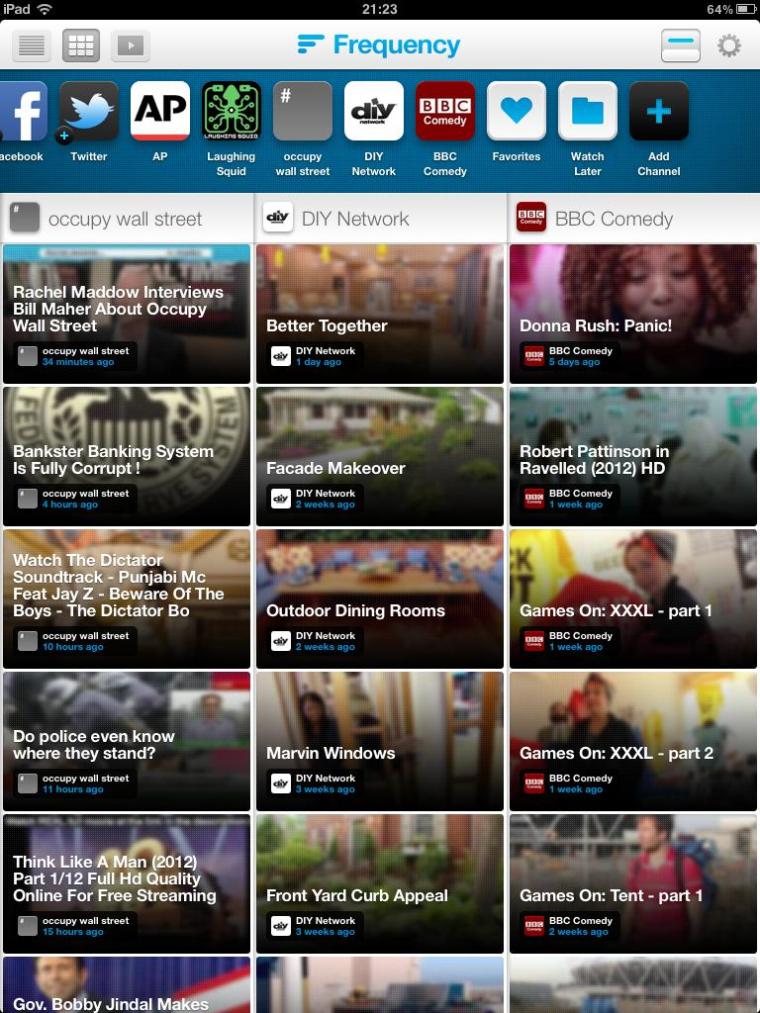 iPad 21:23 64%
Frequency
f AP # diy network BBC Comedy
LAUGHING SQUID
acebook Twitter AP Laughing Squid occupy wall street DIY Network BBC Comedy Favorites Watch Later Add Channel
# occupy wall street
Rachel Maddow Interviews
Bill Maher About Occupy
Wall Street
occupy wall street
34 minutes ago
Bankster Banking System
Is Fully Corrupt !
occupy wall street
4 hours ago
Watch The Dictator
Soundtrack - Punjabi Mc
Feat Jay Z - Beware Of The
Boys - The Dictator Bo
occupy wall street
10 hours ago
Do police even know
where they stand?
occupy wall street
11 hours ago
Think Like A Man (2012)
Part 1/12 Full Hd Quality
Online For Free Streaming
occupy wall street
15 hours ago
Gov. Bobby Jindal Makes
diy DIY Network
Better Together
DIY Network
1 day ago
Facade Makeover
DIY Network
2 weeks ago
Outdoor Dining Rooms
DIY Network
2 weeks ago
Marvin Windows
DIY Network
3 weeks ago
Front Yard Curb Appeal
DIY Network
3 weeks ago
BBC Comedy BBC Comedy
Donna Rush: Panic!
BBC Comedy
5 days ago
Robert Pattinson in
Ravelled (2012) HD
BBC Comedy
1 week ago
Games On: XXXL - part 1
BBC Comedy
1 week ago
Games On: XXXL - part 2
BBC Comedy
1 week ago
Games On: Tent - part 1
BBC Comedy
2 weeks ago